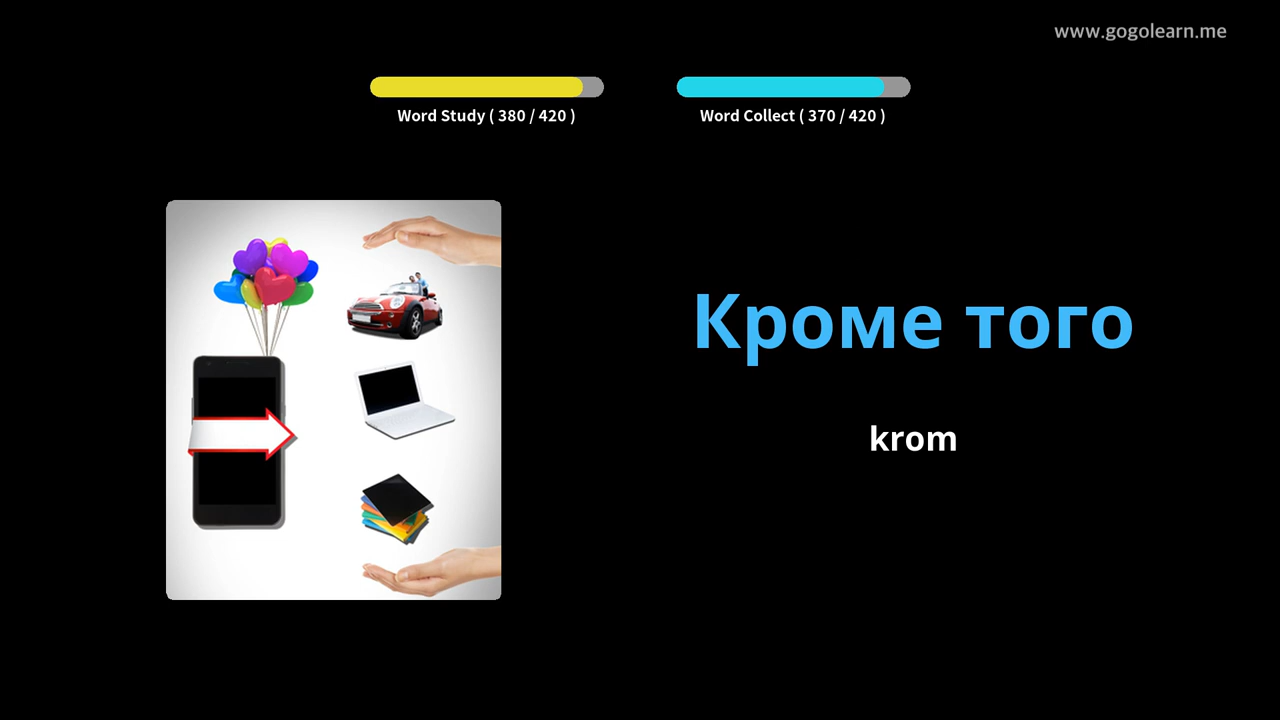 www.gogolearn.me
Word Study ( 380 / 420 )
Word Collect ( 370 / 420 )
Кроме того
krom